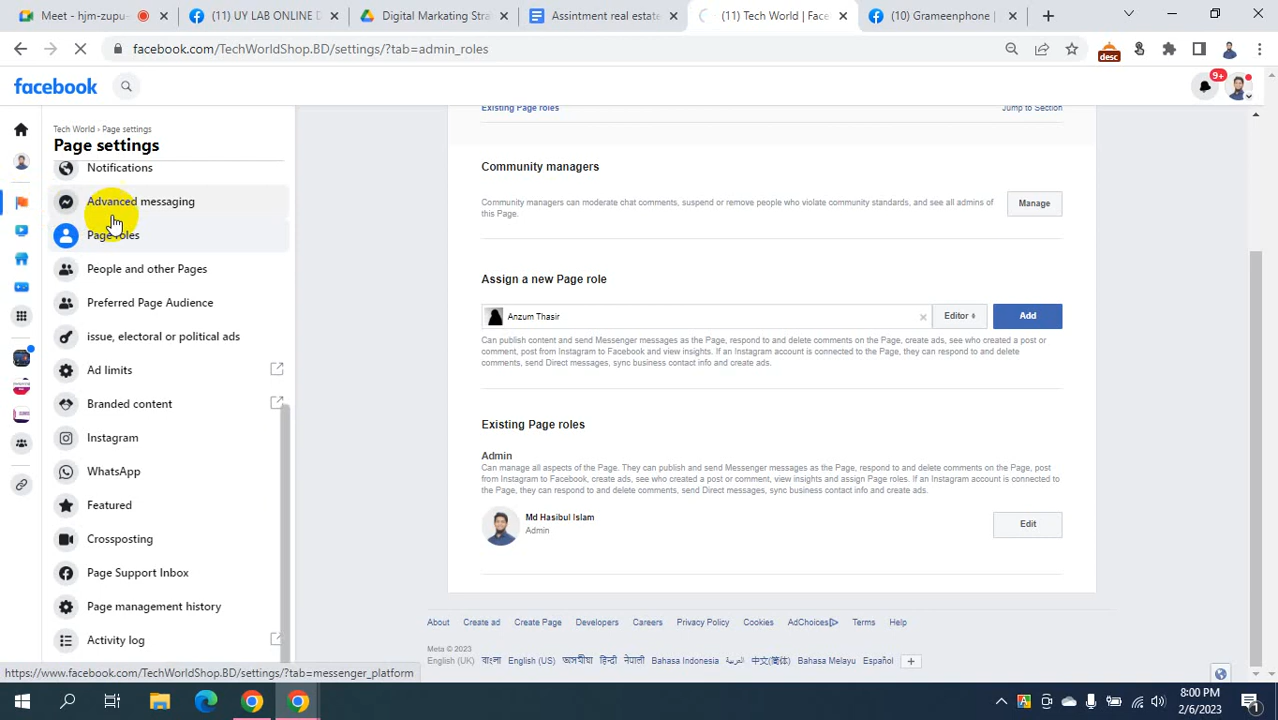 Meet - hjm-zupu-
(11) UY LAB ONLINE D
Digital Marketing Stra
Assintment real estate
(11) Tech World | Face
(10) Grameenphone |
facebook.com/TechWorldShop.BD/settings/?tab=admin_roles
desc
facebook
9+
Tech World › Page settings
Page settings
Notifications
Advanced messaging
Page roles
People and other Pages
Preferred Page Audience
issue, electoral or political ads
Ad limits
Branded content
Instagram
WhatsApp
Featured
Crossposting
Page Support Inbox
Page management history
Activity log
Existing Page roles Jump to Section
Community managers
Community managers can moderate chat comments, suspend or remove people who violate community standards, and see all admins
of this Page.
Manage
Assign a new Page role
Anzum Thasir
Editor
Add
Can publish content and send Messenger messages as the Page, respond to and delete comments on the Page, create ads, see who created a post or
comment, post from Instagram to Facebook and view insights. If an Instagram account is connected to the Page, they can respond to and delete
comments, send Direct messages, sync business contact info and create ads.
Existing Page roles
Admin
Can manage all aspects of the Page. They can publish and send Messenger messages as the Page, respond to and delete comments on the Page, post
from Instagram to Facebook, create ads, see who created a post or comment, view insights and assign Page roles. If an Instagram account is connected to
the Page, they can respond to and delete comments, send Direct messages, sync business contact info and create ads.
Md Hasibul Islam
Admin
Edit
About Create ad Create Page Developers Careers Privacy Policy Cookies AdChoices Terms Help
English (UK) বাংলা English (US) অসমীয়া हिन्दी नेपाली Bahasa Indonesia العربية 中文(简体) Bahasa Melayu Español
https://www.facebook.com/TechWorldShop.BD/settings/?tab=messenger_platform
8:00 PM
2/6/2023
1